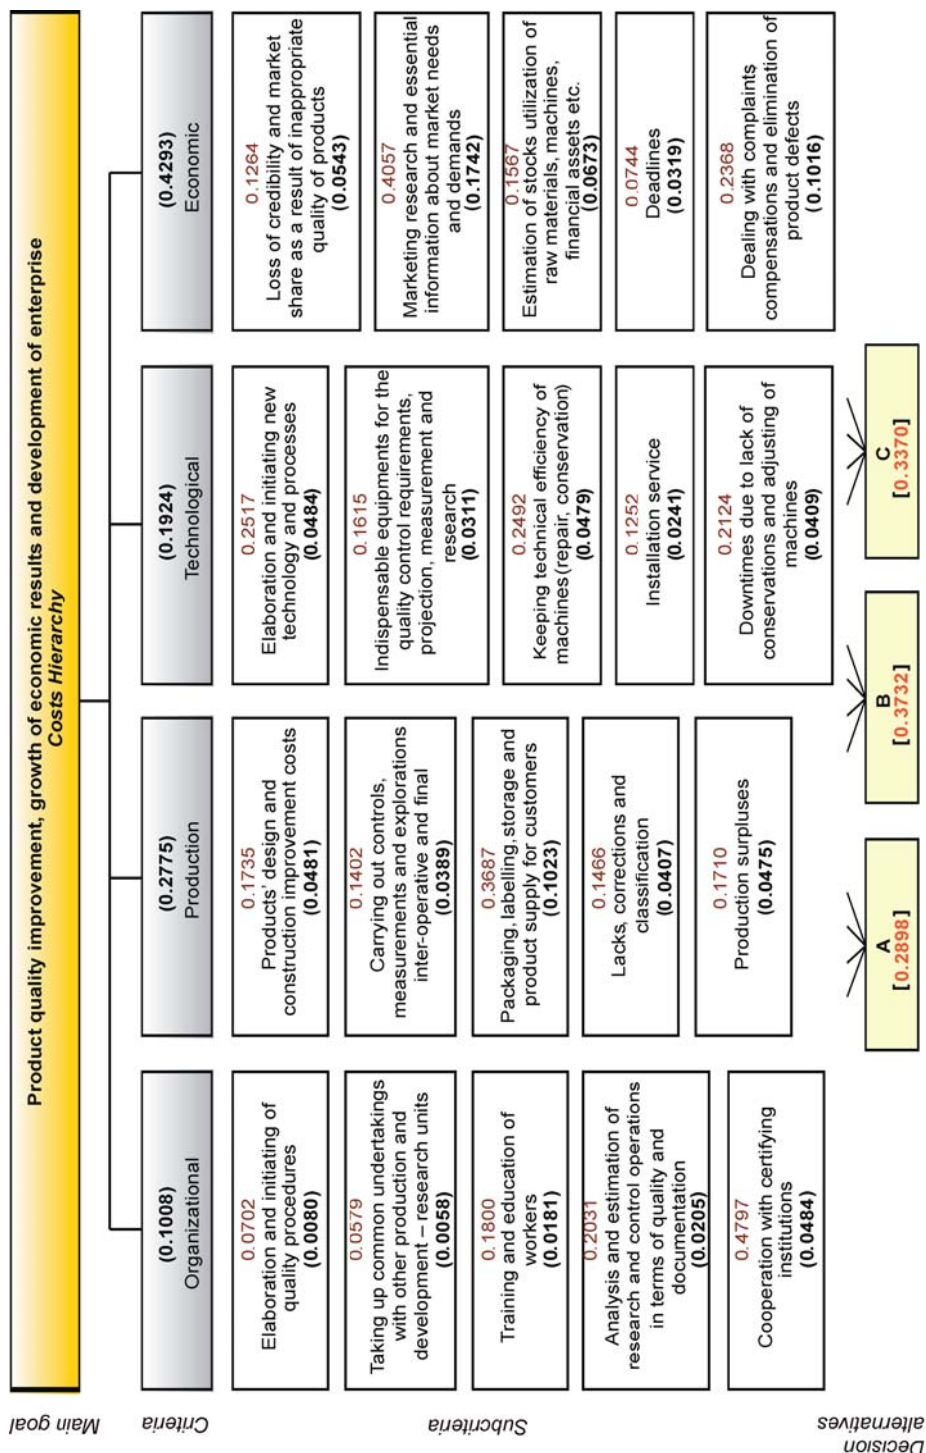 Main goal
Product quality improvement, growth of economic results and development of enterprise
Costs Hierarchy
Criteria
(0.1008)
Organizational
(0.2775)
Production
(0.1924)
Technological
(0.4293)
Economic
Subcriteria
0.0702
Elaboration and initiating of
quality procedures
(0.0080)
0.0579
Taking up common undertakings
with other production and
development – research units
(0.0058)
0.1800
Training and education of
workers
(0.0181)
0.2031
Analysis and estimation of
research and control operations
in terms of quality and
documentation
(0.0205)
0.4797
Cooperation with certifying
institutions
(0.0484)
0.1735
Products' design and
construction improvement costs
(0.0481)
0.1402
Carrying out controls,
measurements and explorations
inter-operative and final
(0.0389)
0.3687
Packaging, labelling, storage and
product supply for customers
(0.1023)
0.1466
Lacks, corrections and
classification
(0.0407)
0.1710
Production surpluses
(0.0475)
0.2517
Elaboration and initiating new
technology and processes
(0.0484)
0.1615
Indispensable equipments for the
quality control requirements,
projection, measurement and
research
(0.0311)
0.2492
Keeping technical efficiency of
machines (repair, conservation)
(0.0479)
0.1252
Installation service
(0.0241)
0.2124
Downtimes due to lack of
conservations and adjusting of
machines
(0.0409)
0.1264
Loss of credibility and market
share as a result of inappropriate
quality of products
(0.0543)
0.4057
Marketing research and essential
information about market needs
and demands
(0.1742)
0.1567
Estimation of stocks utilization of
raw materials, machines,
financial assets etc.
(0.0673)
0.0744
Deadlines
(0.0319)
0.2368
Dealing with complaints
compensations and elimination of
product defects
(0.1016)
Decision
alternatives
A
[0.2898]
B
[0.3732]
C
[0.3370]